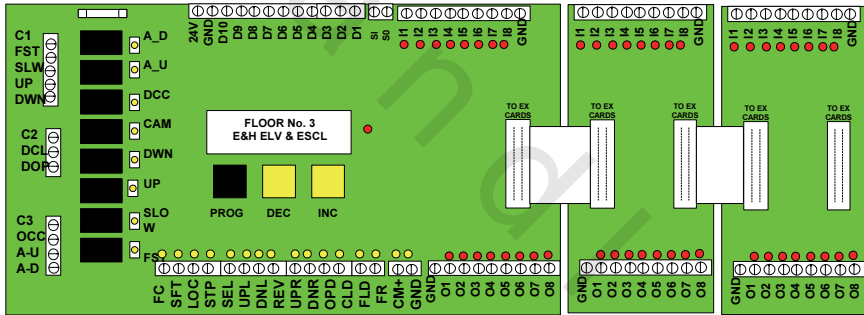 24V GND D10 D9 D8 D7 D6 D5 D4 D3 D2 D1 SI S0 I1 I2 I3 I4 I5 I6 I7 I8 GND
I1 I2 I3 I4 I5 I6 I7 I8 GND
I1 I2 I3 I4 I5 I6 I7 I8 GND
C1
FST
SLW
UP
DWN
C2
DCL
DOP
C3
OCC
A-U
A-D
A_D
A_U
DCC
CAM
DWN
UP
SLO
W
FST
FLOOR No. 3
E&H ELV & ESCL
PROG DEC INC
TO EX
CARDS
TO EX
CARDS
TO EX
CARDS
TO EX
CARDS
TO EX
CARDS
FC SFT LOC STP SEL UPL DNL REV UPR DNR OPD CLD FLD FR CM+ GND GND O1 O2 O3 O4 O5 O6 O7 O8
GND O1 O2 O3 O4 O5 O6 O7 O8
GND O1 O2 O3 O4 O5 O6 O7 O8